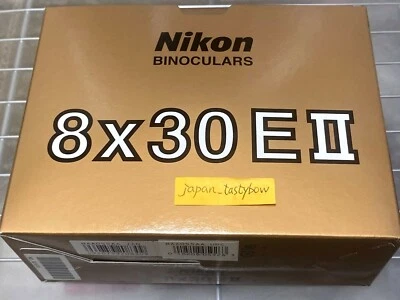 Nikon
BINOCULARS
8x30EII
japan_tastybow